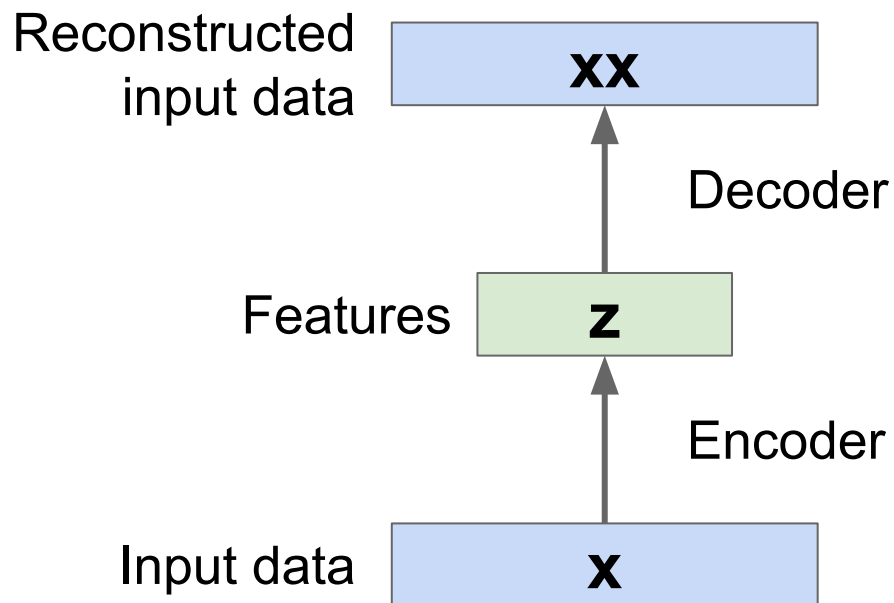 Reconstructed
input data
xx
Decoder
Features
z
Encoder
Input data
x